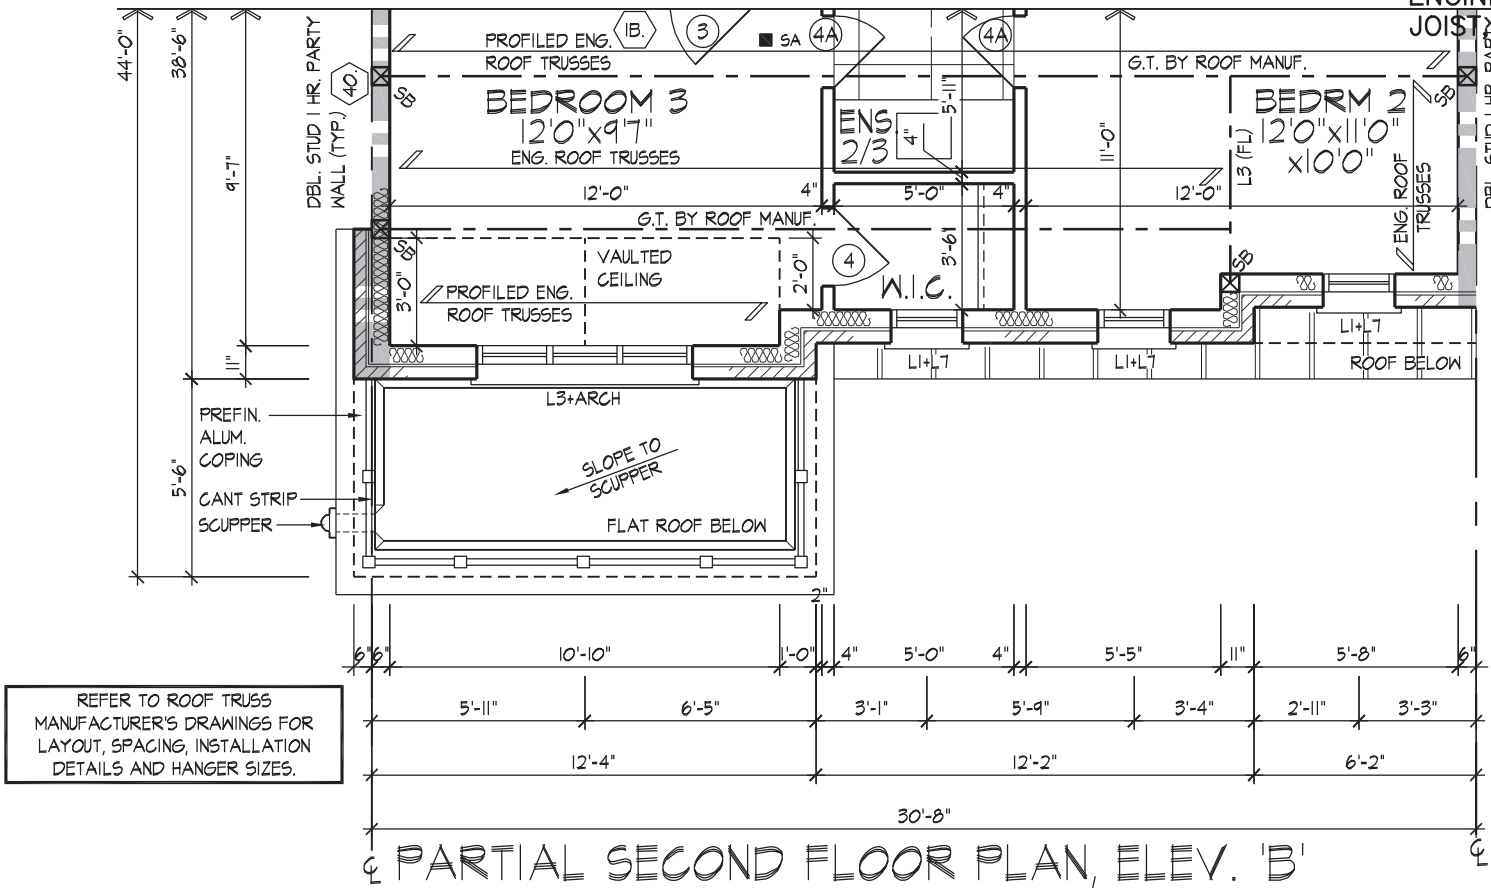 JOIST
44'-0"
38'-6"
DBL. STUD 1 HR. PARTY
WALL (TYP.)
40.
SB
PROFILED ENG.
ROOF TRUSSES
1B.
3
SA
4A
4A
G.T. BY ROOF MANUF.
BEDROOM 3
12'0"x9'7"
ENG. ROOF TRUSSES
ENS.
2/3
4"
5'-11"
11'-0"
BEDRM 2
12'0"x11'0"
x10'0"
L3 (FL)
SB
ENG. ROOF
TRUSSES
9'-7"
12'-0"
4"
5'-0"
4"
12'-0"
G.T. BY ROOF MANUF.
SB
VAULTED
CEILING
3'-0"
2'-0"
4
3'-6"
W.I.C.
SB
PROFILED ENG.
ROOF TRUSSES
11"
L1+L7
L1+L7
L1+L7
ROOF BELOW
L3+ARCH
PREFIN.
ALUM.
COPING
5'-6"
CANT STRIP
SCUPPER
SLOPE TO
SCUPPER
FLAT ROOF BELOW
2"
6" 6" 10'-10" 1'-0" 4" 5'-0" 4" 5'-5" 11" 5'-8" 6"
5'-11" 6'-5" 3'-1" 5'-9" 3'-4" 2'-11" 3'-3"
12'-4" 12'-2" 6'-2"
30'-8"
REFER TO ROOF TRUSS
MANUFACTURER'S DRAWINGS FOR
LAYOUT, SPACING, INSTALLATION
DETAILS AND HANGER SIZES.
PARTIAL SECOND FLOOR PLAN, ELEV. 'B'